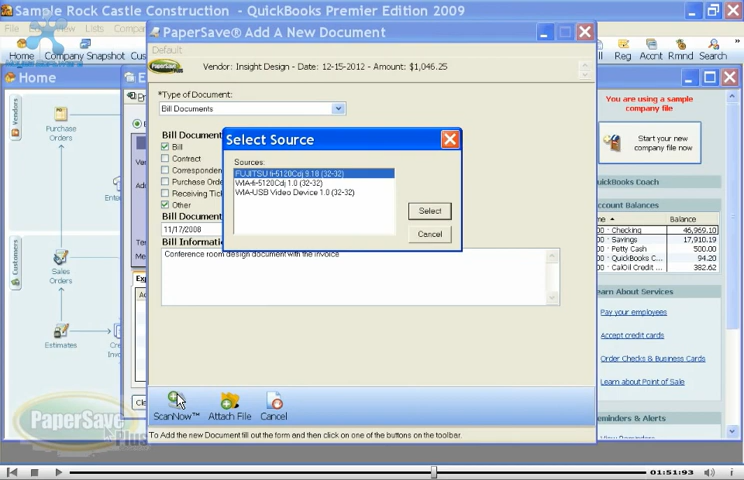 Sample Rock Castle Construction - QuickBooks Premier Edition 2009
Home Company Snapshot Reg Accnt Rmnd Search
Home
Vendors
Purchase
Orders
Customers
Sales
Orders
Estimates
PaperSave® Add A New Document
Default
PaperSave
Vendor: Insight Design - Date: 12-15-2012 - Amount: $1,046.25
*Type of Document:
Bill Documents
Bill
Contract
Purchase
Receiving
Other
11/17/2008
Conference room design document with the invoice
Select Source
Sources:
FUJITSU fi-5120Cdj 9.18 (32-32)
WIA-fi-5120Cdj 1.0 (32-32)
WIA-USB Video Device 1.0 (32-32)
Select
Cancel
ScanNow™ Attach File Cancel
To Add the new Document fill out the form and then click on one of the buttons on the toolbar.
You are using a sample
company file
Start your
new company
file now
QuickBooks Coach
Account Balances
Balance
Checking 46,969.10
Savings 17,910.19
Petty Cash 500.00
QuickBooks C... 94.20
CalOil Credit ... 382.62
Learn About Services
Pay your employees
Accept credit cards
Order Checks & Business Cards
Learn about Point of Sale
Reminders & Alerts
PaperSave
Plus
01:51:93